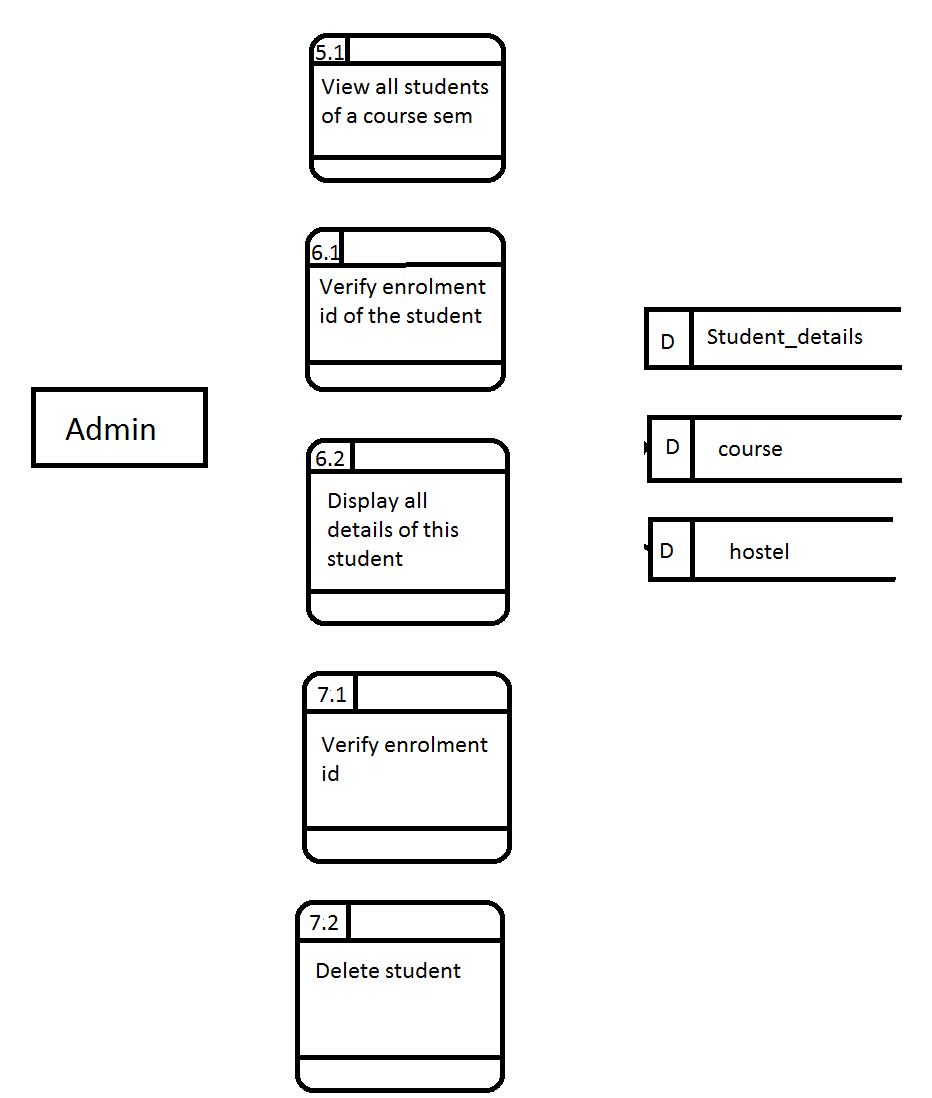 5.1
View all students
of a course sem
6.1
Verify enrolment
id of the student
D
Student_details
Admin
D
course
6.2
Display all
details of this
student
D
hostel
7.1
Verify enrolment
id
7.2
Delete student